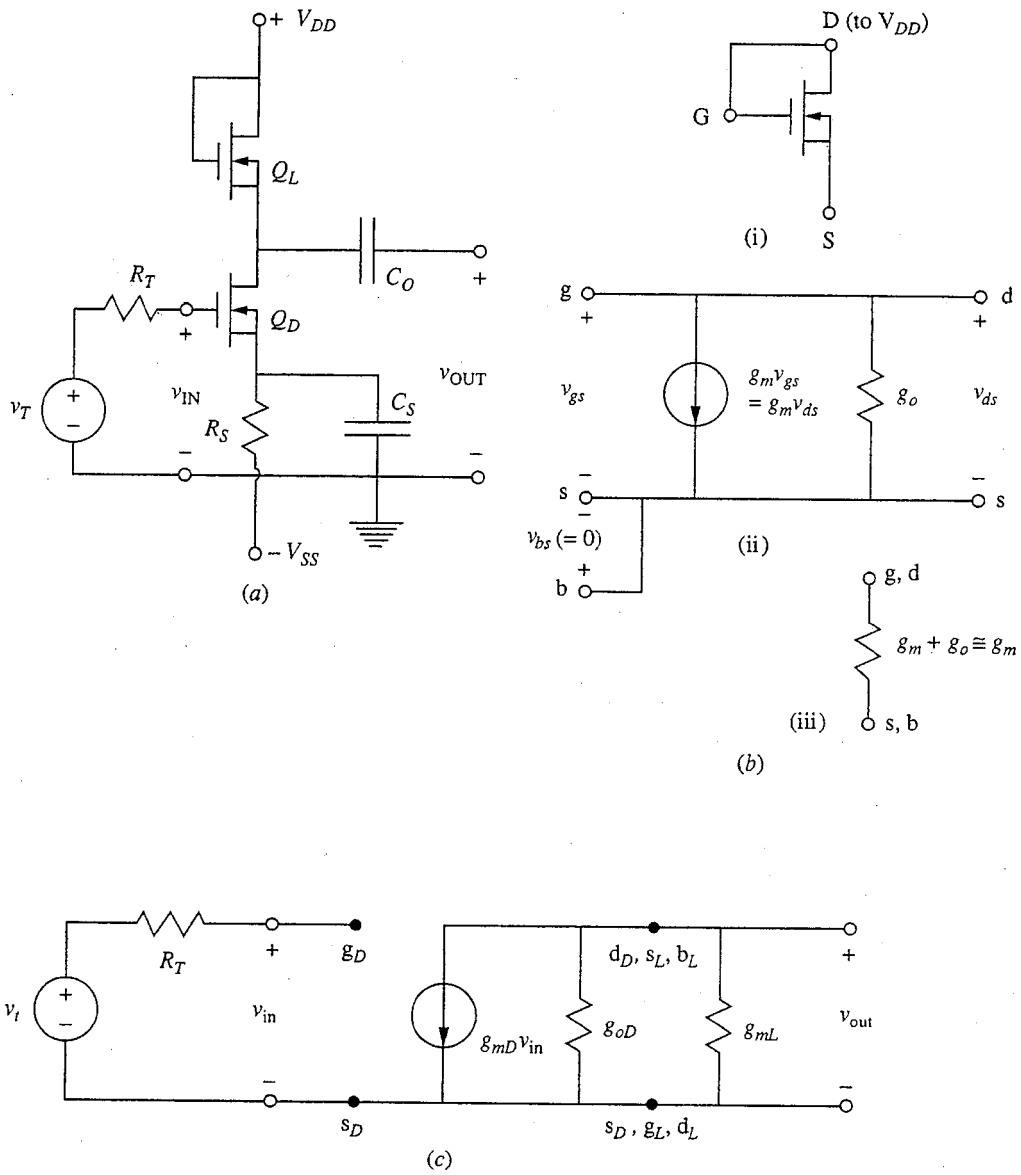 + V_DD
Q_L
C_O
+
R_T
+
Q_D
v_T
+
−
v_IN
R_S
C_S
v_OUT
−
−
− V_SS
(a)
D (to V_DD)
G
S
(i)
g
+
d
+
v_gs
g_m v_gs
= g_m v_ds
g_o
v_ds
s
−
−
s
−
v_bs (= 0)
+
b
(ii)
g, d
g_m + g_o ≅ g_m
s, b
(iii)
(b)
R_T
+
g_D
d_D, s_L, b_L
+
v_t
+
−
v_in
g_mD v_in
g_oD
g_mL
v_out
−
s_D
s_D , g_L, d_L
−
(c)